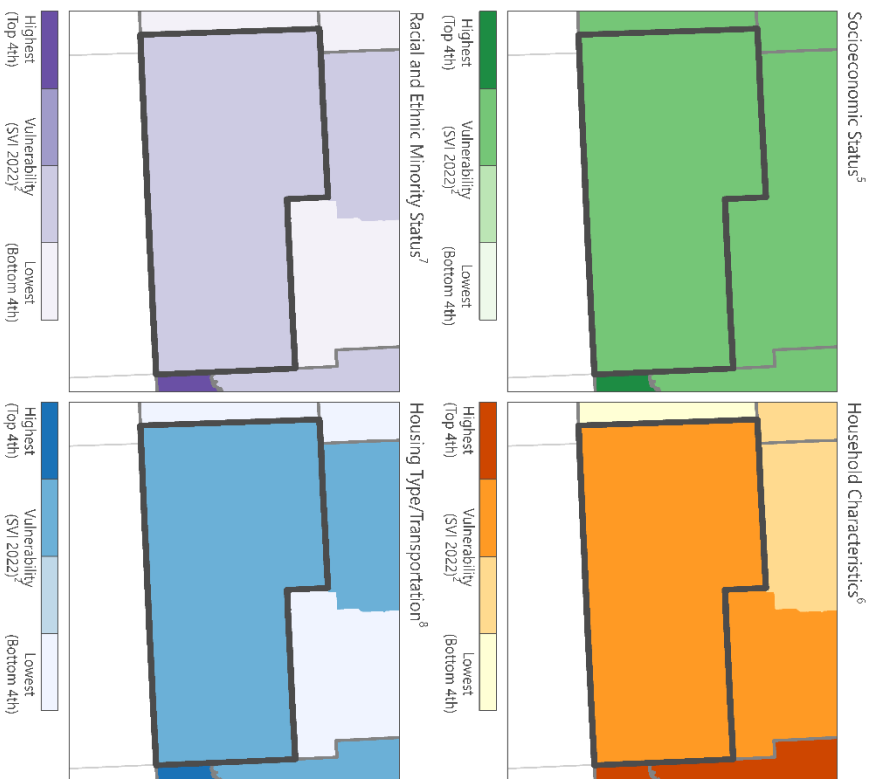 Socioeconomic Status⁵
Highest
(Top 4th)
Vulnerability
(SVI 2022)²
Lowest
(Bottom 4th)
Household Characteristics⁶
Highest
(Top 4th)
Vulnerability
(SVI 2022)²
Lowest
(Bottom 4th)
Racial and Ethnic Minority Status⁷
Highest
(Top 4th)
Vulnerability
(SVI 2022)²
Lowest
(Bottom 4th)
Housing Type/Transportation⁸
Highest
(Top 4th)
Vulnerability
(SVI 2022)²
Lowest
(Bottom 4th)